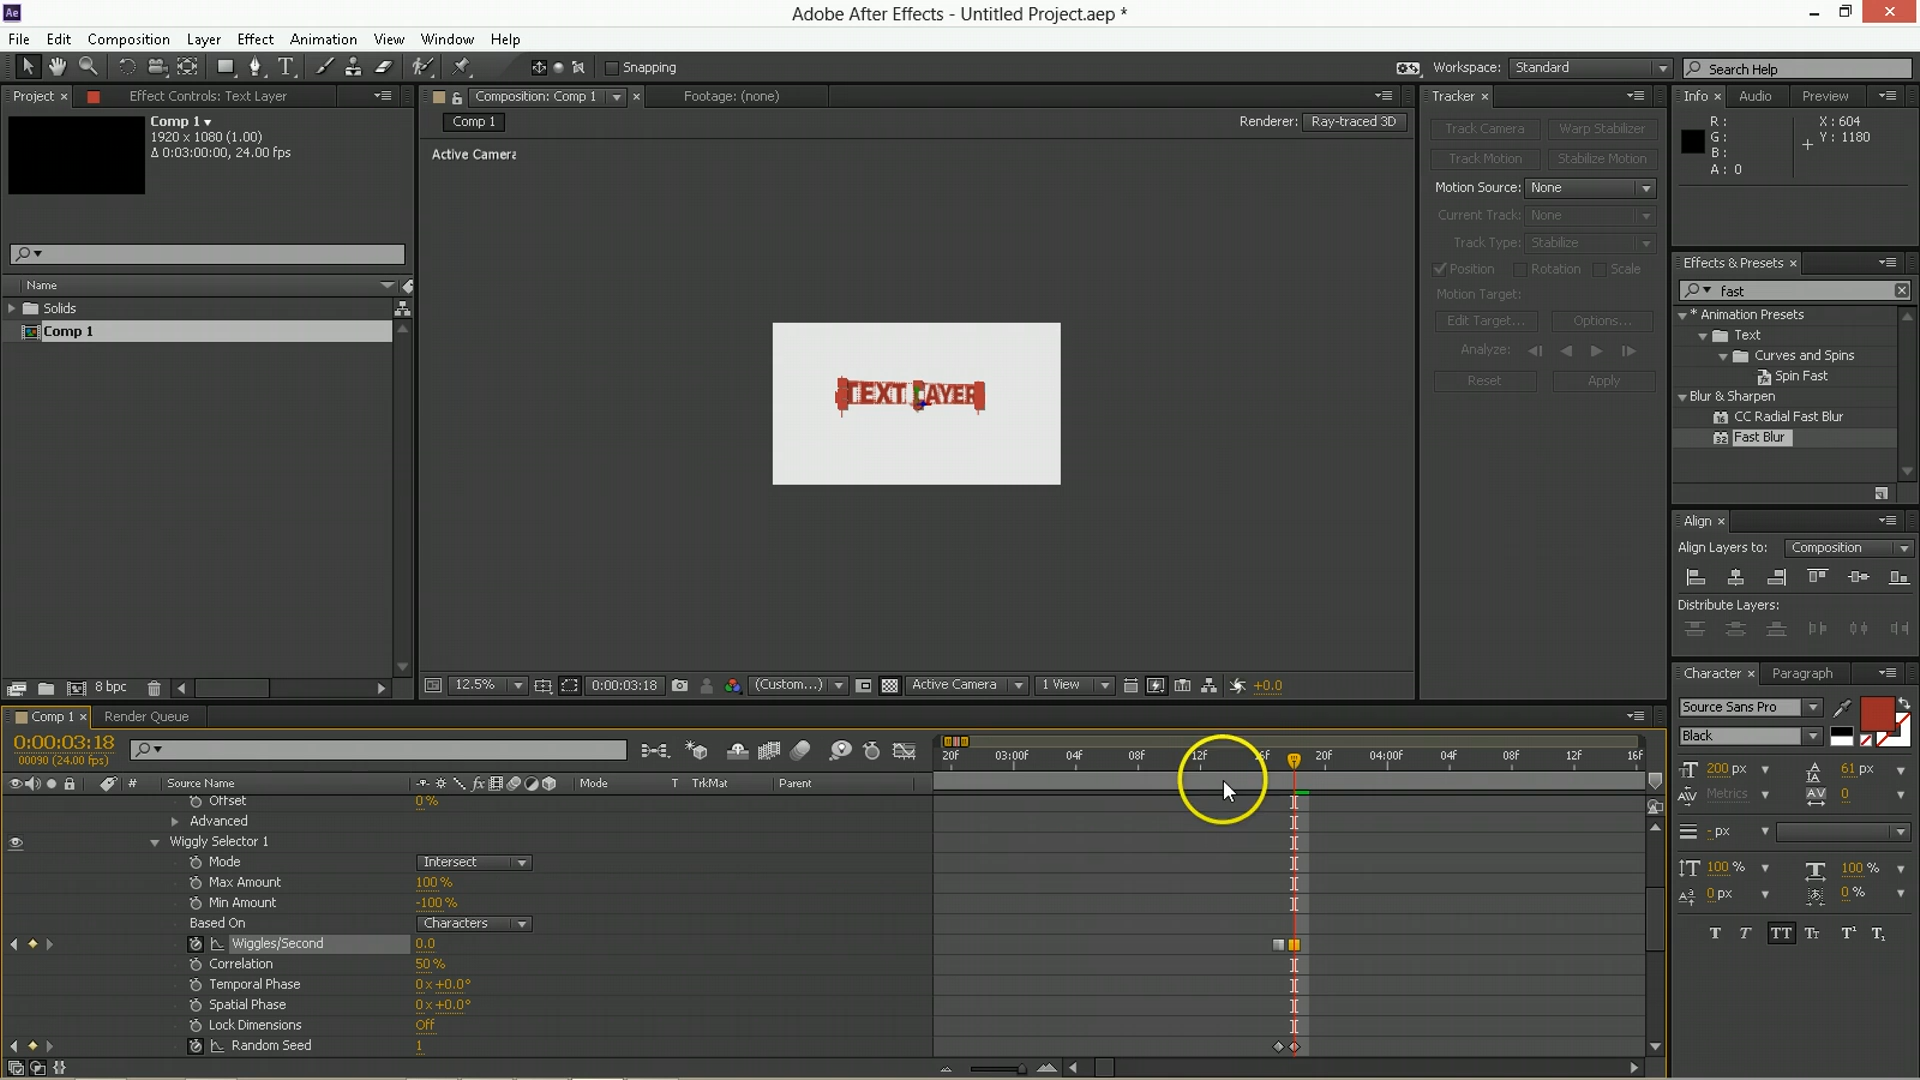 Ae
Adobe After Effects - Untitled Project.aep *
File Edit Composition Layer Effect Animation View Window Help
Snapping
Workspace: Standard
Search Help
Project × Effect Controls: Text Layer
Composition: Comp 1 × Footage: (none)
Tracker ×
Info × Audio Preview
Comp 1
1920 x 1080 (1.00)
Δ 0:03:00:00, 24.00 fps
Comp 1
Renderer: Ray-traced 3D
Active Camera
Track Camera Warp Stabilizer
Track Motion Stabilize Motion
Motion Source: None
Current Track: None
Track Type: Stabilize
Position Rotation Scale
Motion Target:
Edit Target... Options...
Analyze:
Reset Apply
R :
G :
B :
A : 0
X : 604
Y : 1180
Name
Solids
Comp 1
TEXT LAYER
Effects & Presets ×
fast
* Animation Presets
Text
Curves and Spins
Spin Fast
Blur & Sharpen
CC Radial Fast Blur
Fast Blur
Align ×
Align Layers to: Composition
Distribute Layers:
8 bpc
12.5% 0:00:03:18 (Custom...) Active Camera 1 View +0.0
Character × Paragraph
Source Sans Pro
Black
200 px 61 px
Metrics 0
- px
100 % 100 %
0 px 0 %
T T TT Tt T¹ T₁
Comp 1 × Render Queue
0:00:03:18
00090 (24.00 fps)
20F 03:00F 04F 08F 12F 16F 20F 04:00F 04F 08F 12F 16F
# Source Name fx Mode T TrkMat Parent
Offset 0 %
Advanced
Wiggly Selector 1
Mode Intersect
Max Amount 100 %
Min Amount -100 %
Based On Characters
Wiggles/Second 0.0
Correlation 50 %
Temporal Phase 0 x +0.0°
Spatial Phase 0 x +0.0°
Lock Dimensions Off
Random Seed 1